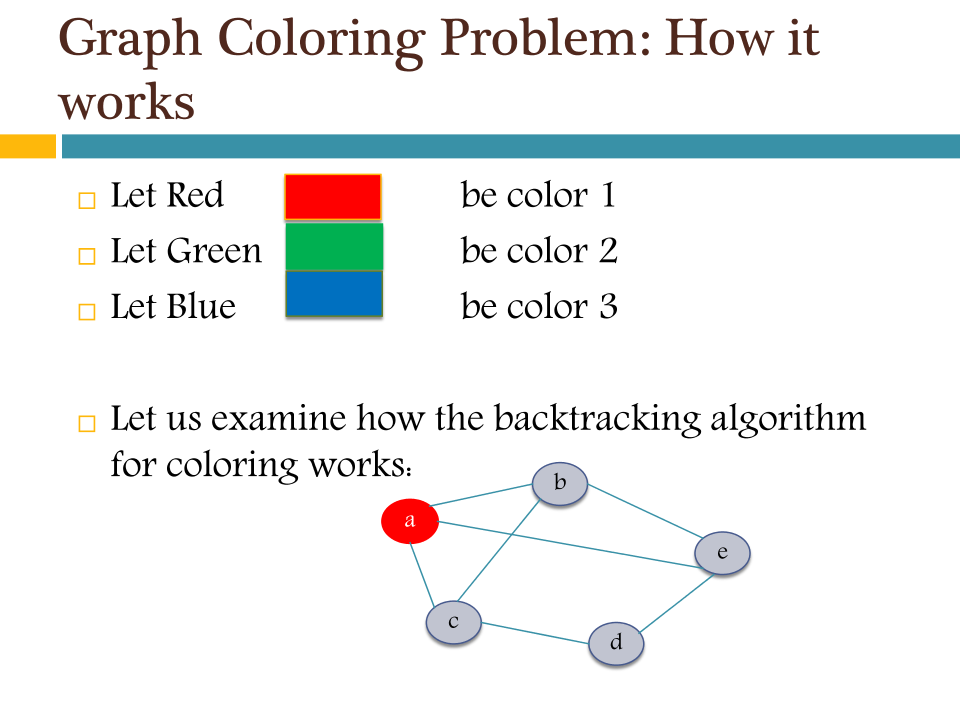 Graph Coloring Problem: How it
works
Let Red be color 1
Let Green be color 2
Let Blue be color 3
Let us examine how the backtracking algorithm
for coloring works:
b
a
e
c
d